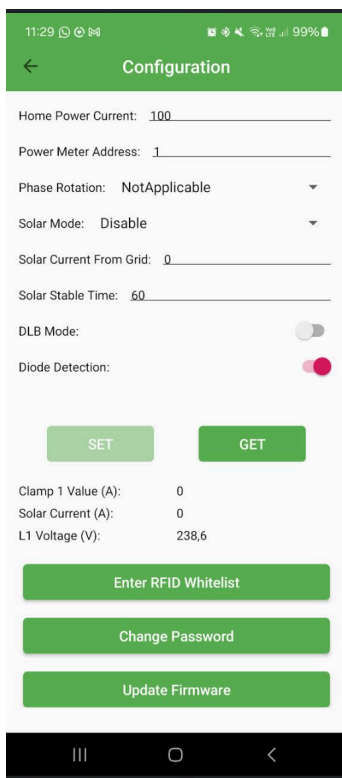 11:29 99%
Configuration
Home Power Current: 100
Power Meter Address: 1
Phase Rotation: NotApplicable
Solar Mode: Disable
Solar Current From Grid: 0
Solar Stable Time: 60
DLB Mode:
Diode Detection:
SET GET
Clamp 1 Value (A): 0
Solar Current (A): 0
L1 Voltage (V): 238,6
Enter RFID Whitelist
Change Password
Update Firmware